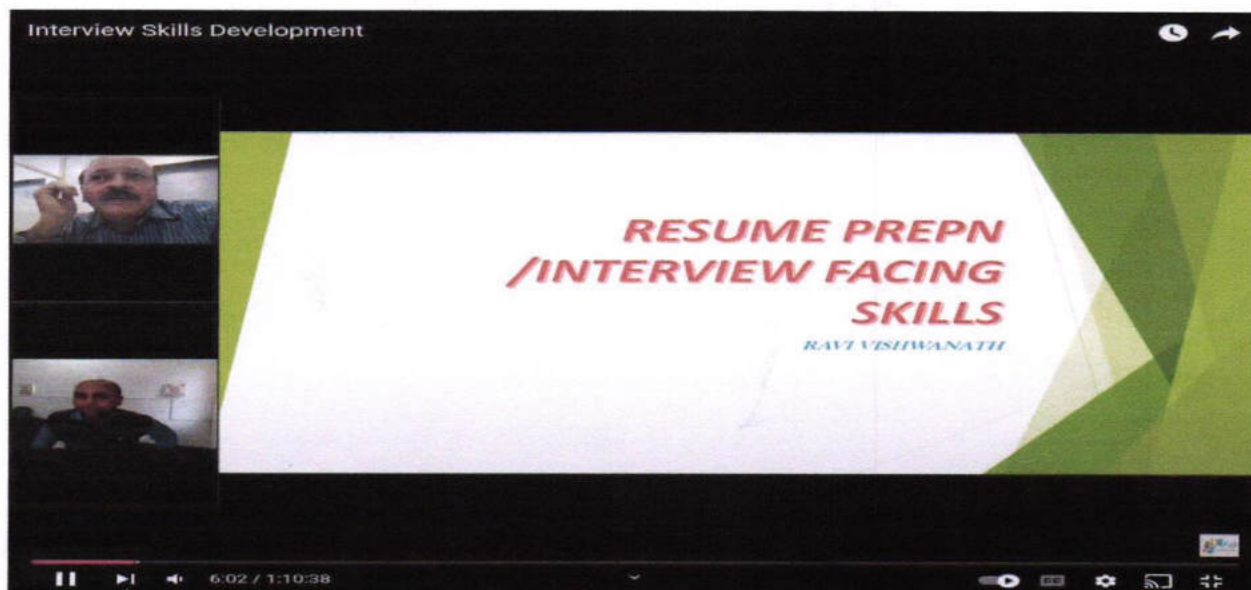 Interview Skills Development
RESUME PREPN
/INTERVIEW FACING
SKILLS
RAVI VISHWANATH
6:02 / 1:10:38